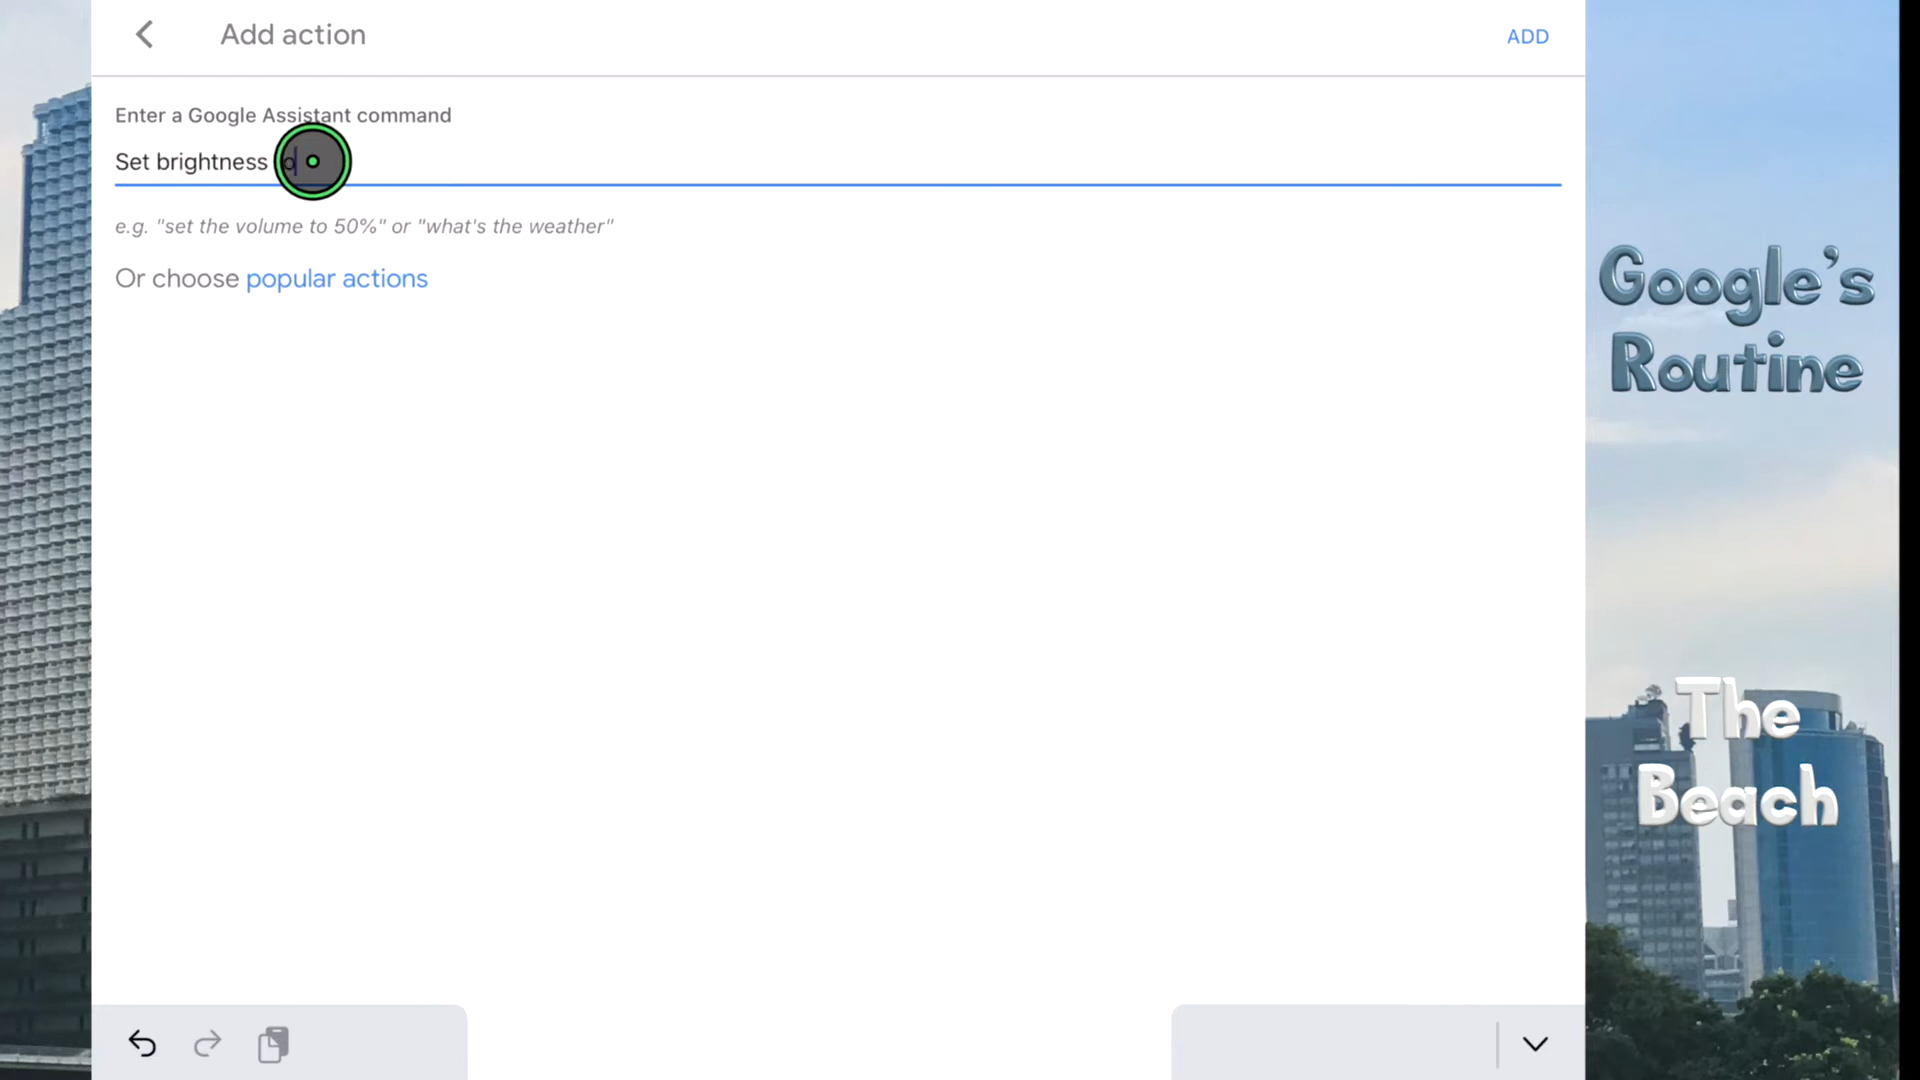 Add action
ADD
Enter a Google Assistant command
Set brightness
e.g. "set the volume to 50%" or "what's the weather"
Or choose popular actions
Google's
Routine
The
Beach